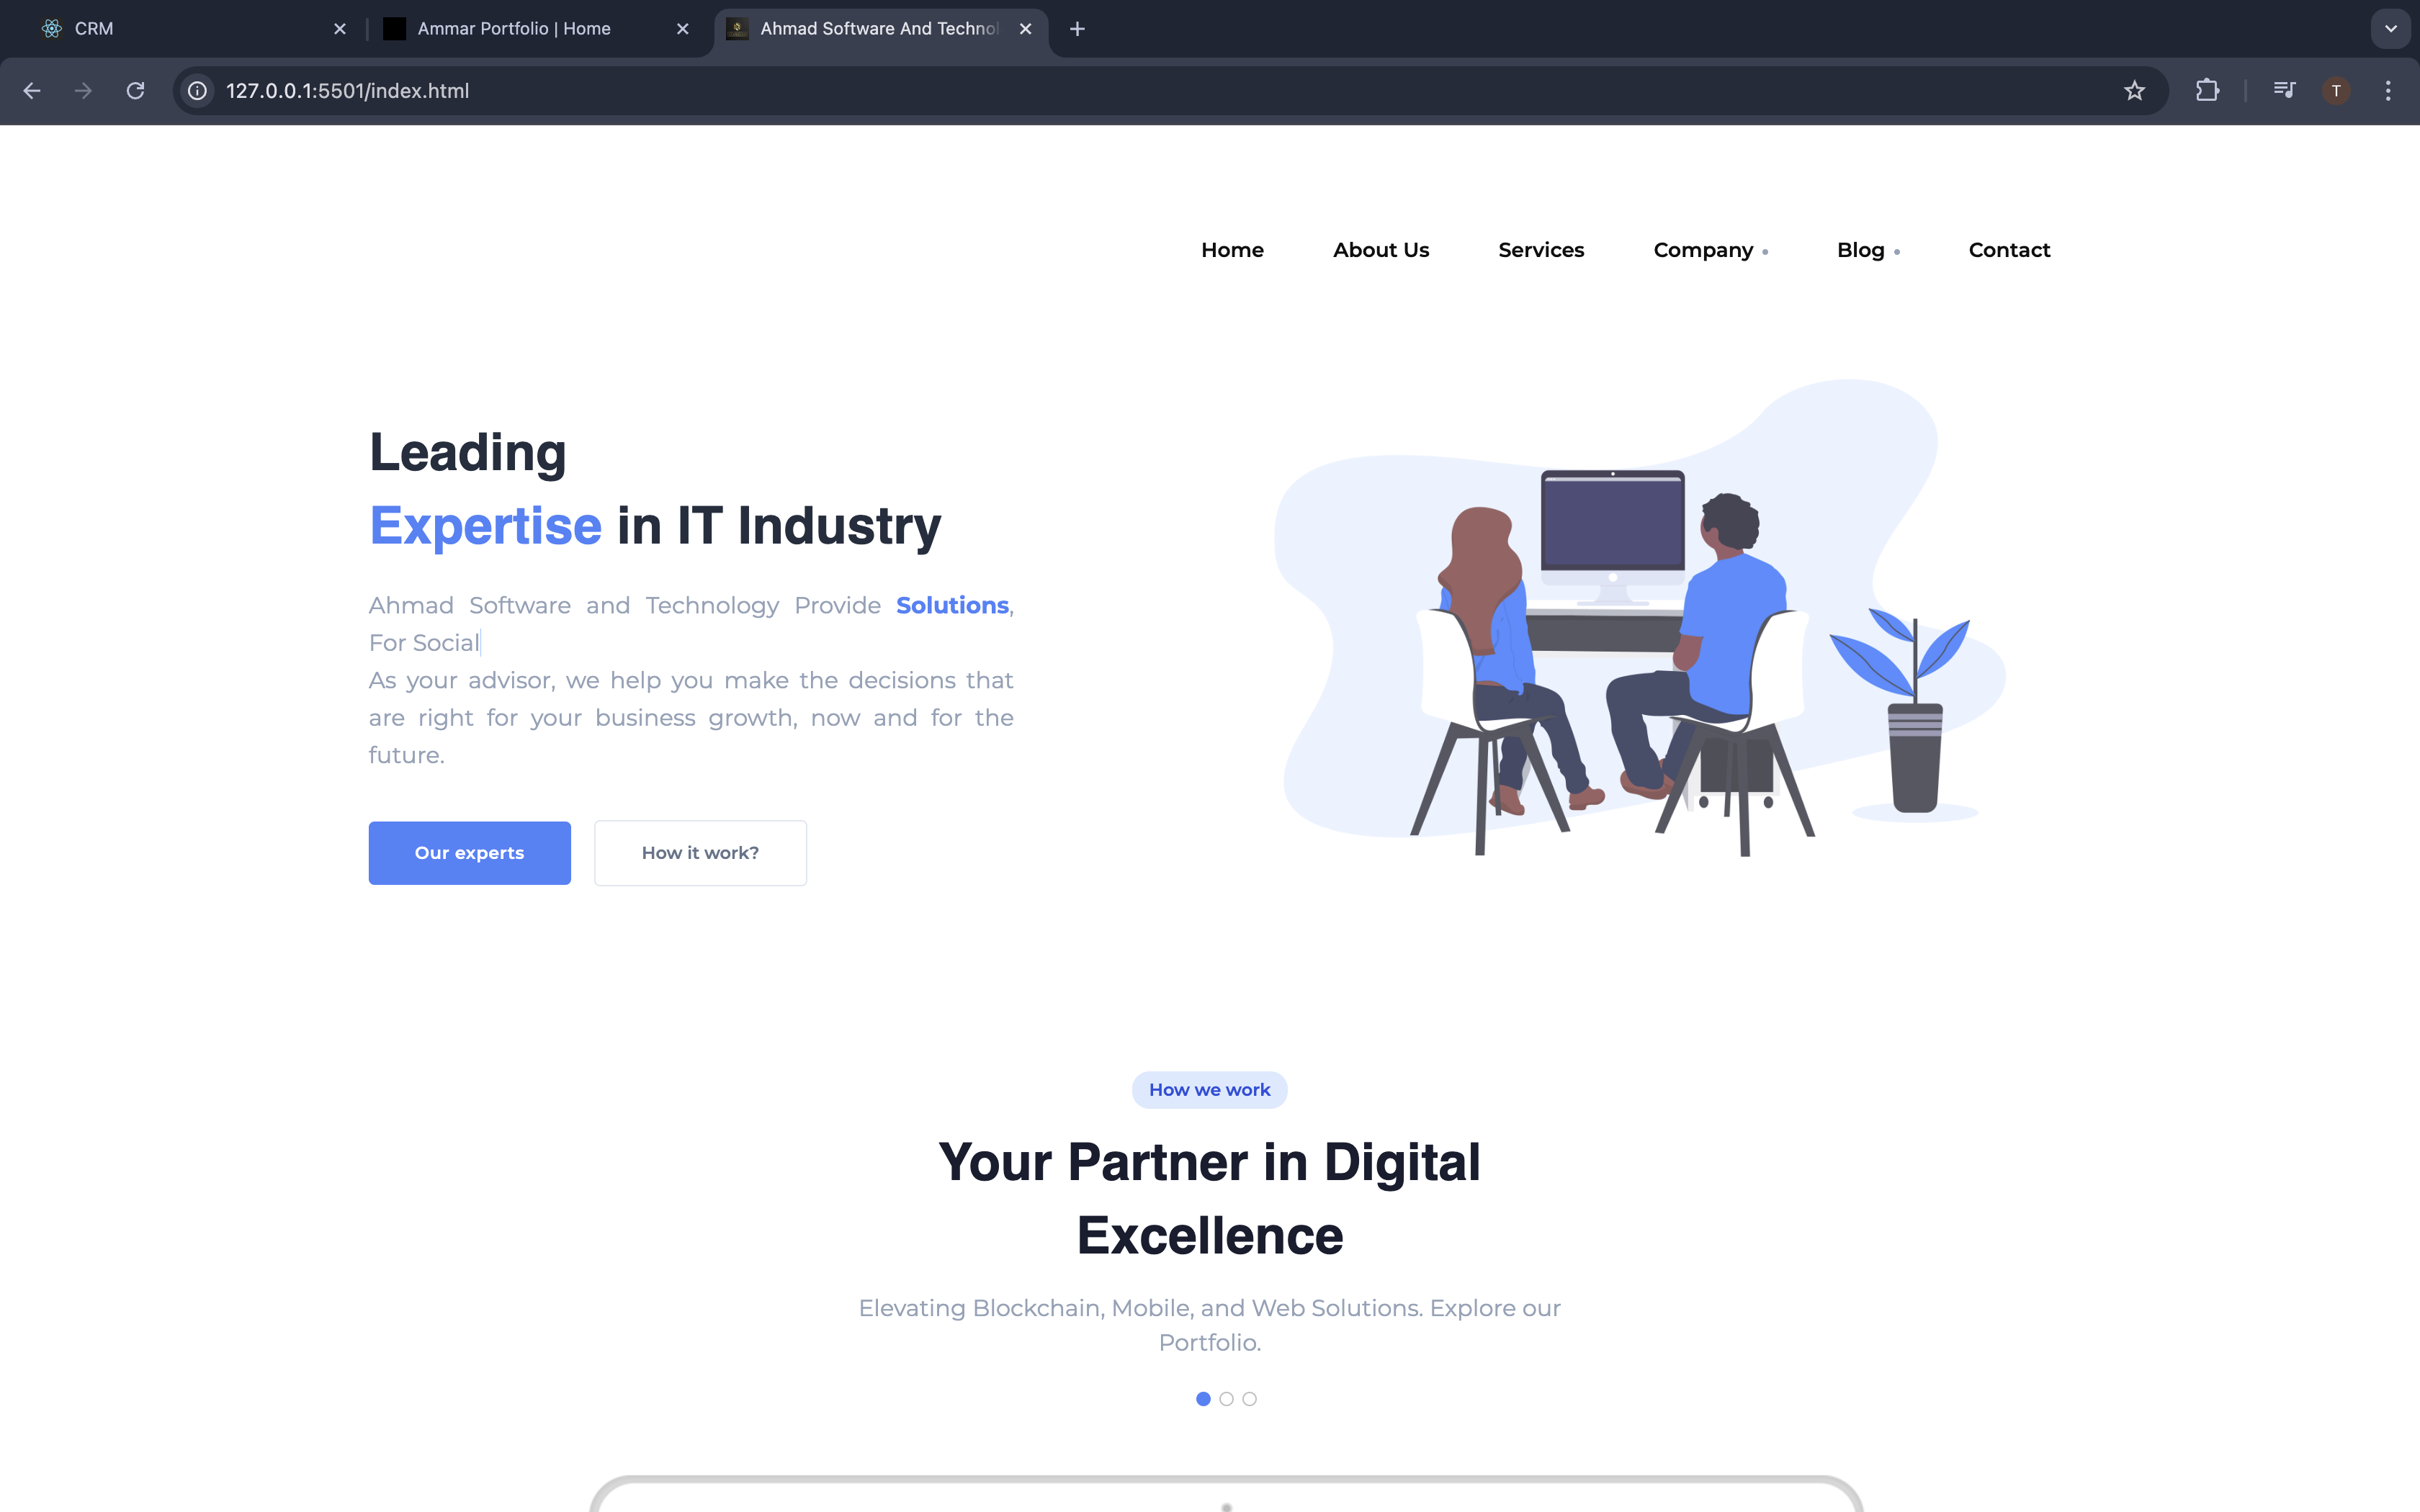 CRM
Ammar Portfolio | Home
Ahmad Software And Technol
127.0.0.1:5501/index.html
T
Home About Us Services Company Blog Contact
Leading
Expertise in IT Industry
Ahmad Software and Technology Provide Solutions,
For Social
As your advisor, we help you make the decisions that
are right for your business growth, now and for the
future.
Our experts How it work?
How we work
Your Partner in Digital
Excellence
Elevating Blockchain, Mobile, and Web Solutions. Explore our
Portfolio.